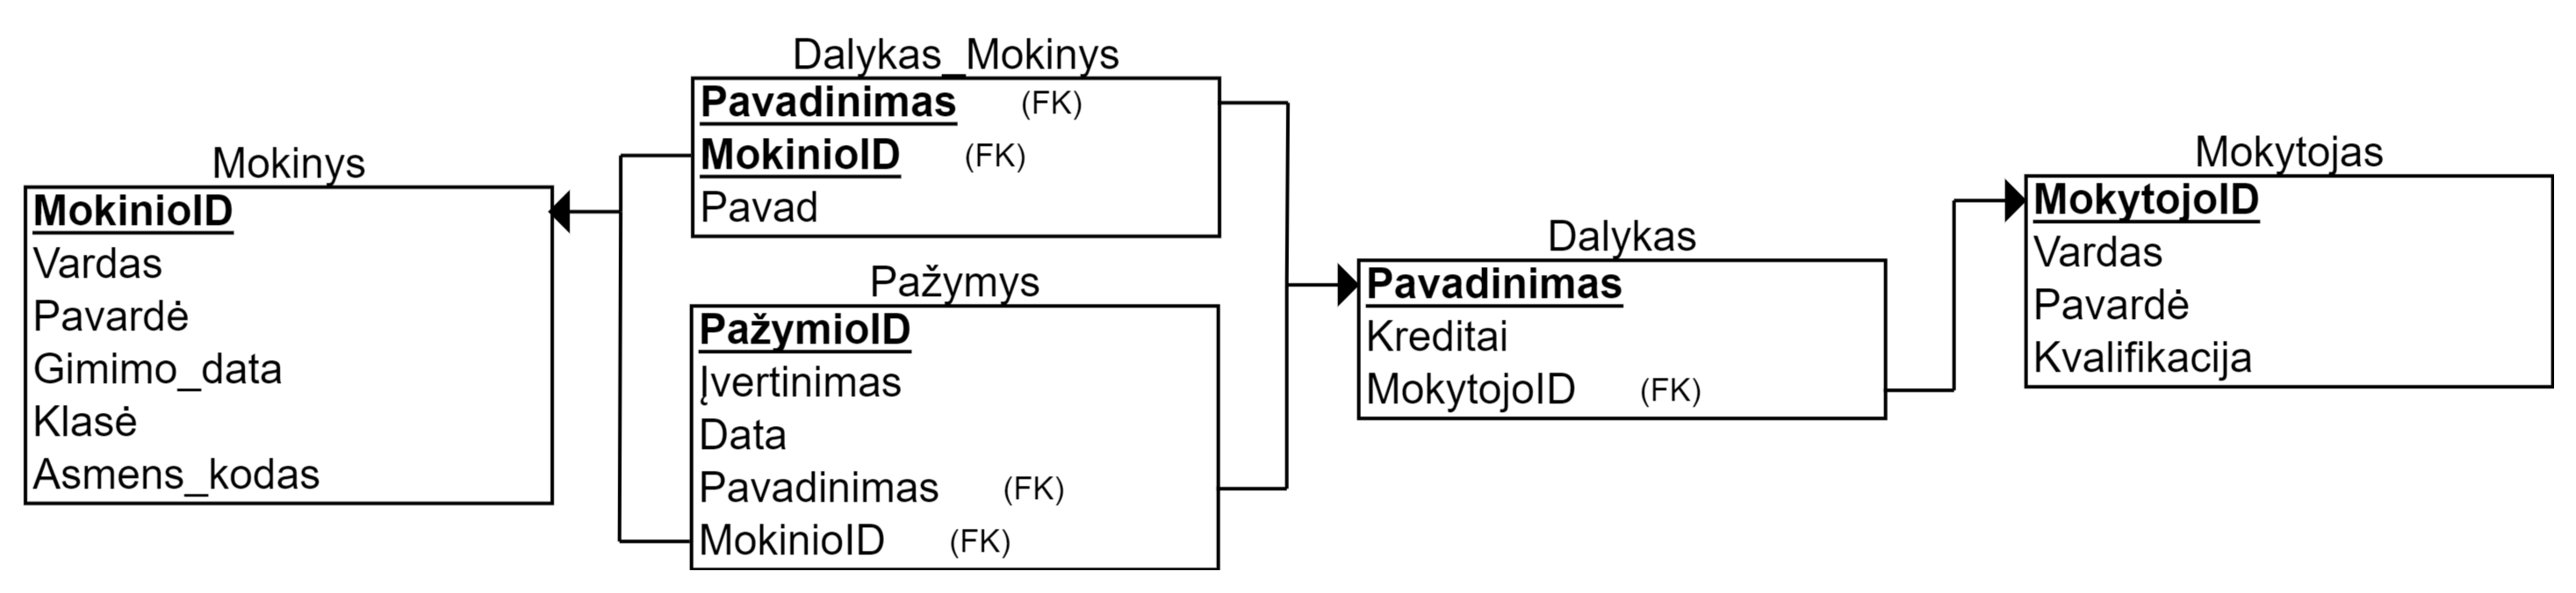 Mokinys
MokinioID
Vardas
Pavardė
Gimimo_data
Klasė
Asmens_kodas
Dalykas_Mokinys
Pavadinimas (FK)
MokinioID (FK)
Pavad
Pažymys
PažymioID
Įvertinimas
Data
Pavadinimas (FK)
MokinioID (FK)
Dalykas
Pavadinimas
Kreditai
MokytojoID (FK)
Mokytojas
MokytojoID
Vardas
Pavardė
Kvalifikacija